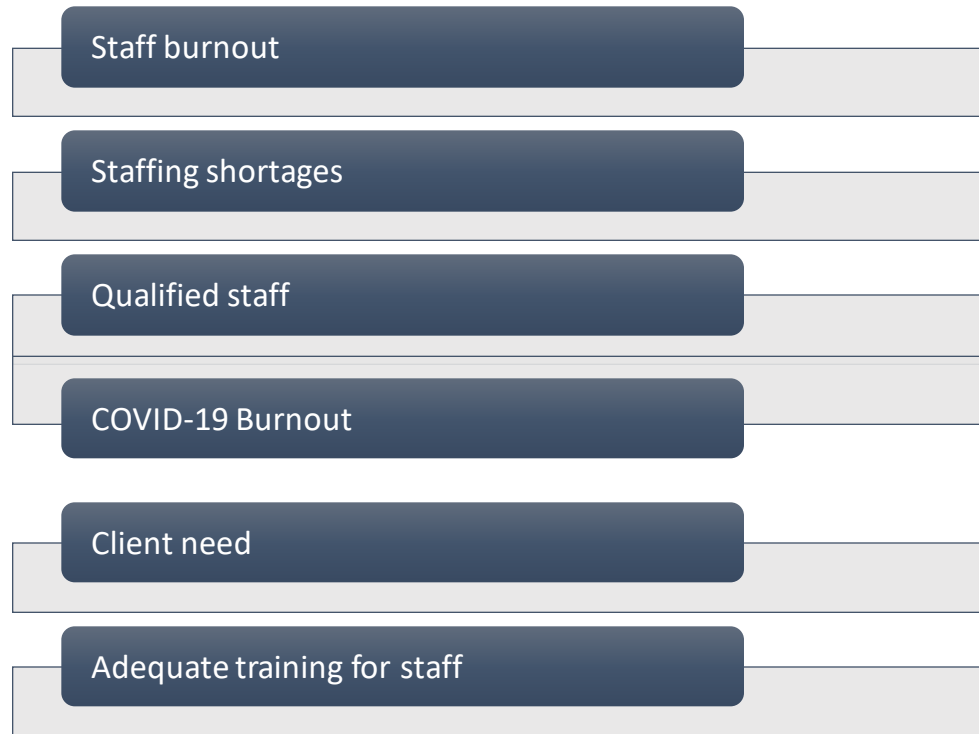 Staff burnout
Staffing shortages
Qualified staff
COVID-19 Burnout
Client need
Adequate training for staff